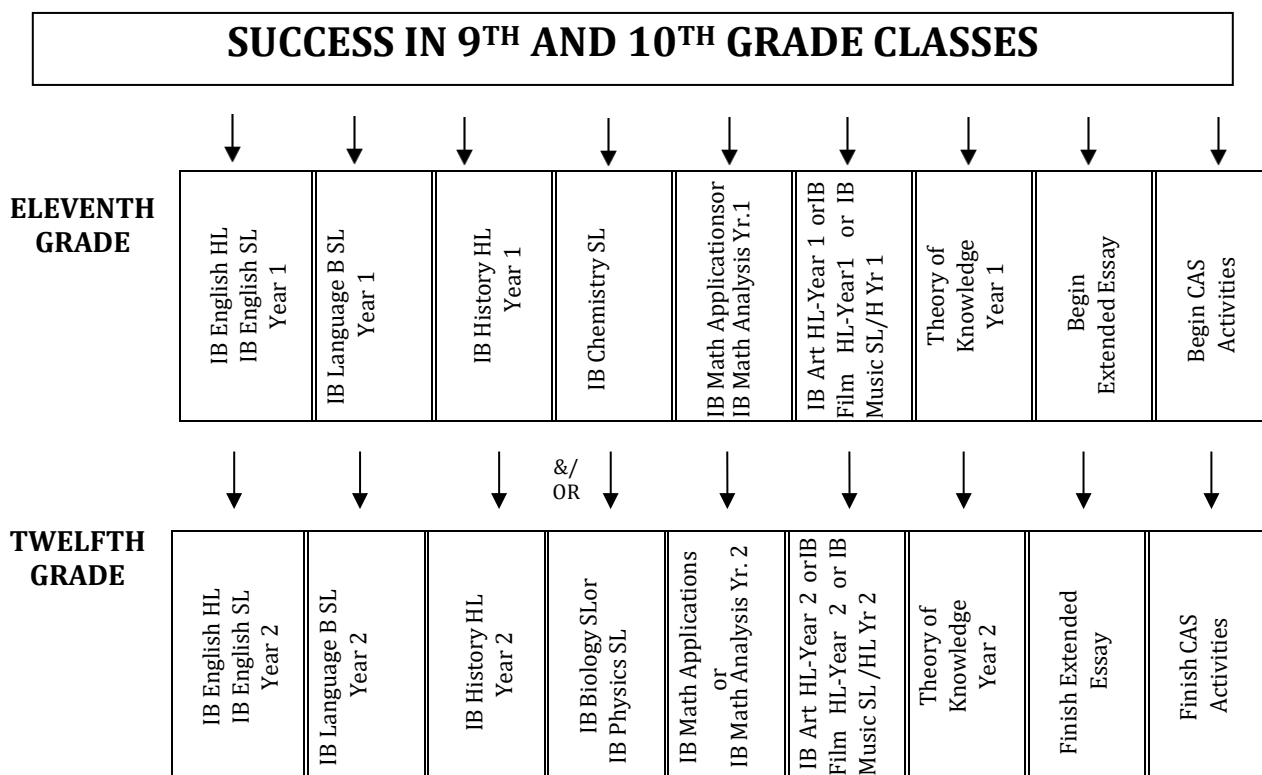 SUCCESS IN 9TH AND 10TH GRADE CLASSES
ELEVENTH
GRADE
IB English HL
IB English SL
Year 1
IB Language B SL
Year 1
IB History HL
Year 1
IB Chemistry SL
IB Math Applicationsor
IB Math Analysis Yr.1
IB Art HL-Year 1 orIB
Film HL-Year1 or IB
Music SL/H Yr 1
Theory of
Knowledge
Year 1
Begin
Extended Essay
Begin CAS
Activities
&/
OR
TWELFTH
GRADE
IB English HL
IB English SL
Year 2
IB Language B SL
Year 2
IB History HL
Year 2
IB Biology SLor
IB Physics SL
IB Math Applications
or
IB Math Analysis Yr. 2
IB Art HL-Year 2 orIB
Film HL-Year 2 or IB
Music SL /HL Yr 2
Theory of
Knowledge
Year 2
Finish Extended
Essay
Finish CAS
Activities